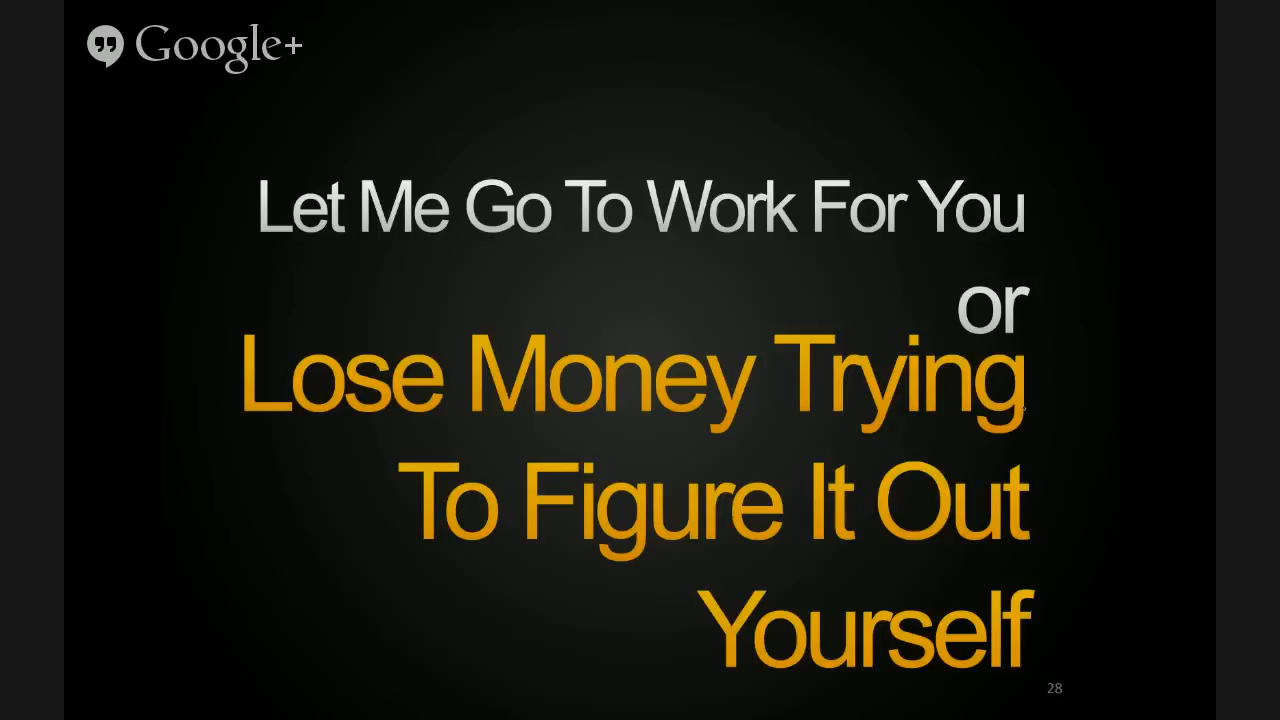 Google+
Let Me Go To Work For You
or
Lose Money Trying
To Figure It Out
Yourself
28